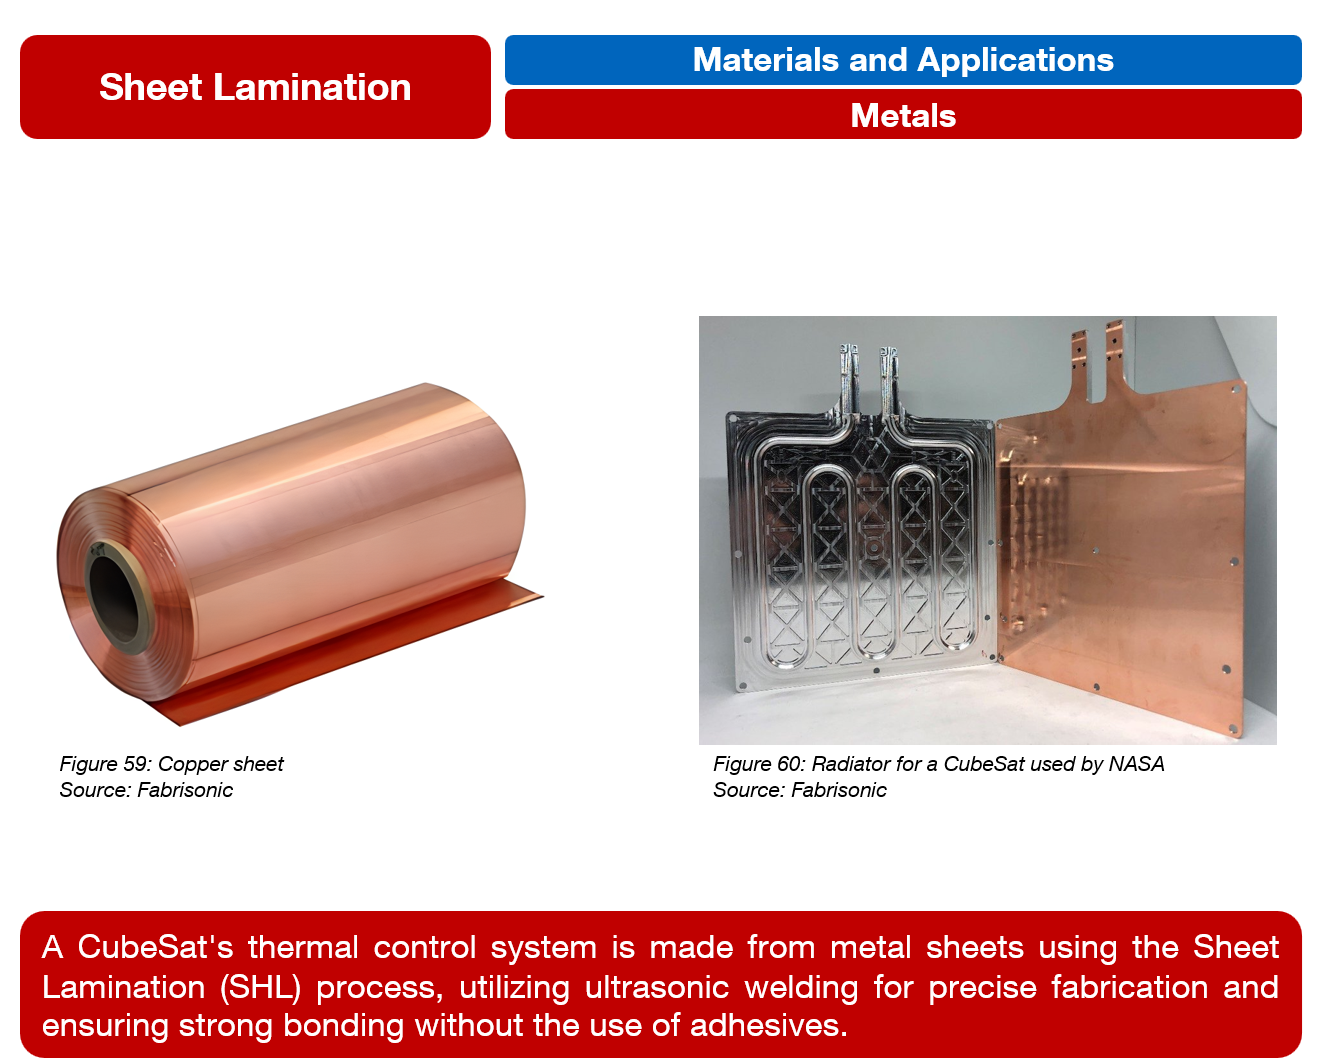 Sheet Lamination
Materials and Applications
Metals
Figure 59: Copper sheet
Source: Fabrisonic
Figure 60: Radiator for a CubeSat used by NASA
Source: Fabrisonic
A CubeSat's thermal control system is made from metal sheets using the Sheet
Lamination (SHL) process, utilizing ultrasonic welding for precise fabrication and
ensuring strong bonding without the use of adhesives.